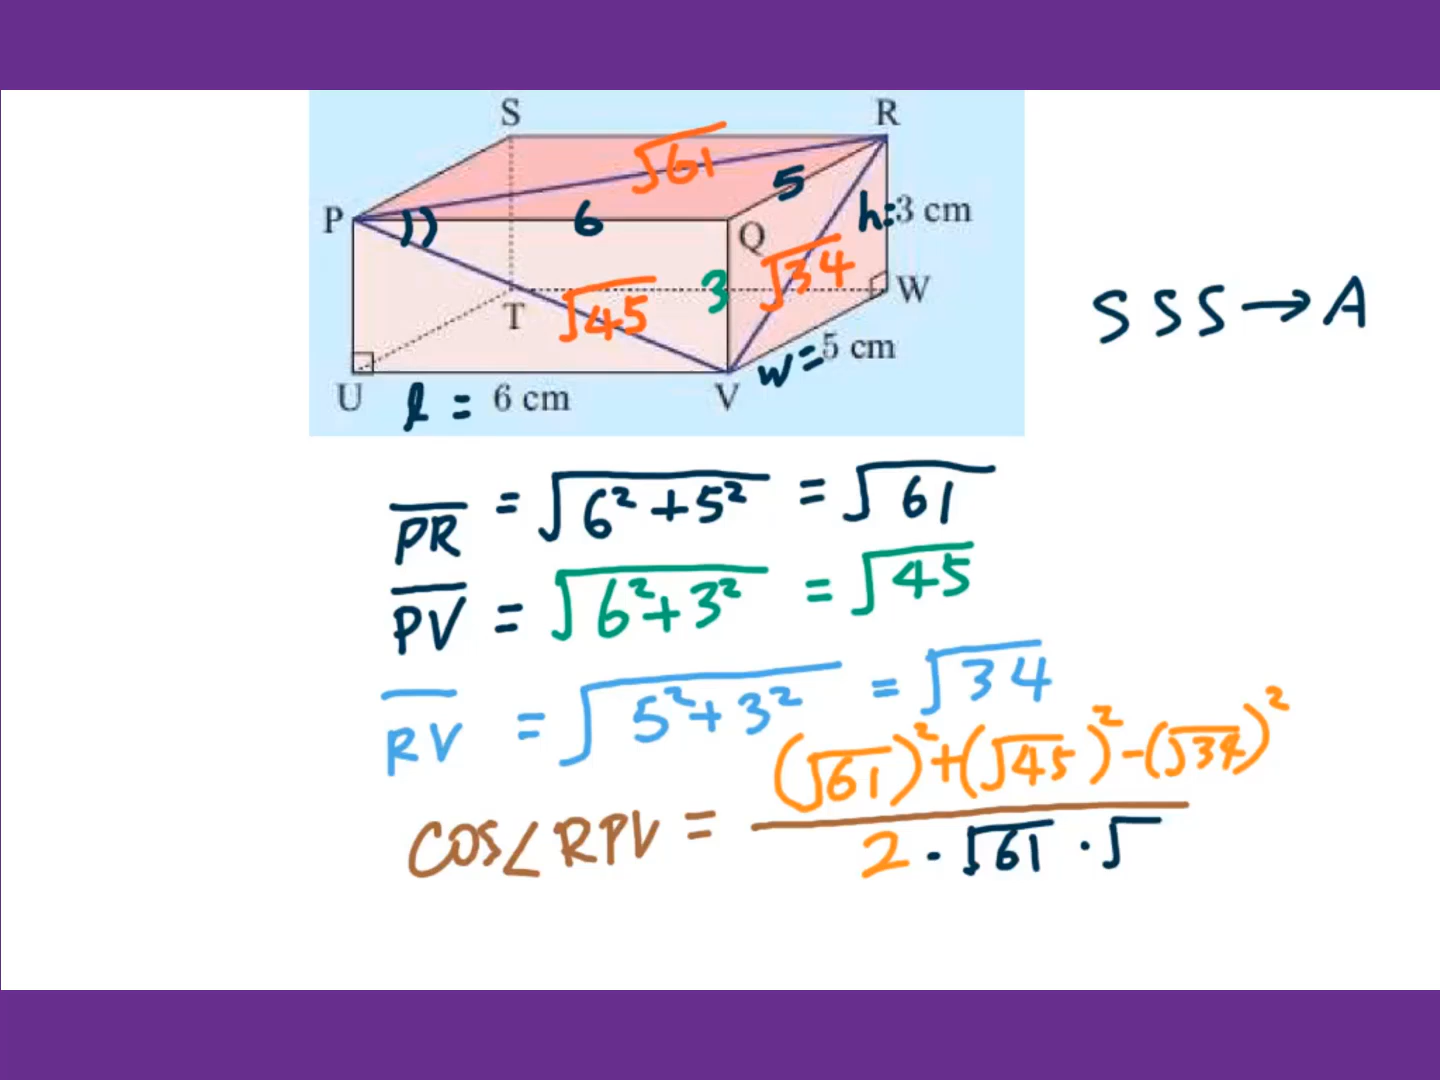 S R
√61
5
P 6 Q h:3 cm
√34
3
T √45 W
SSS→A
w=5 cm
U l = 6 cm V
PR = √6²+5² = √61
PV = √6²+3² = √45
RV = √5²+3² = √34
(√61)²+(√45)²-(√34)²
COS∠RPV =
2·√61·√